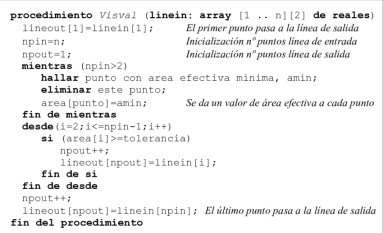 procedimiento Visval (linein: array [1 .. n][2] de reales)
lineout[1]=linein[1]; El primer punto pasa a la línea de salida
npin=n; Inicialización nº puntos línea de entrada
npout=1; Inicialización nº puntos línea de salida
mientras (npin>2)
hallar punto con area efectiva minima, amin;
eliminar este punto;
area[punto]=amin; Se da un valor de área efectiva a cada punto
fin de mientras
desde(i=2;i<=npin-1;i++)
si (area[i]>=tolerancia)
npout++;
lineout[npout]=linein[i];
fin de si
fin de desde
npout++;
lineout[npout]=linein[npin]; El último punto pasa a la línea de salida
fin del procedimiento